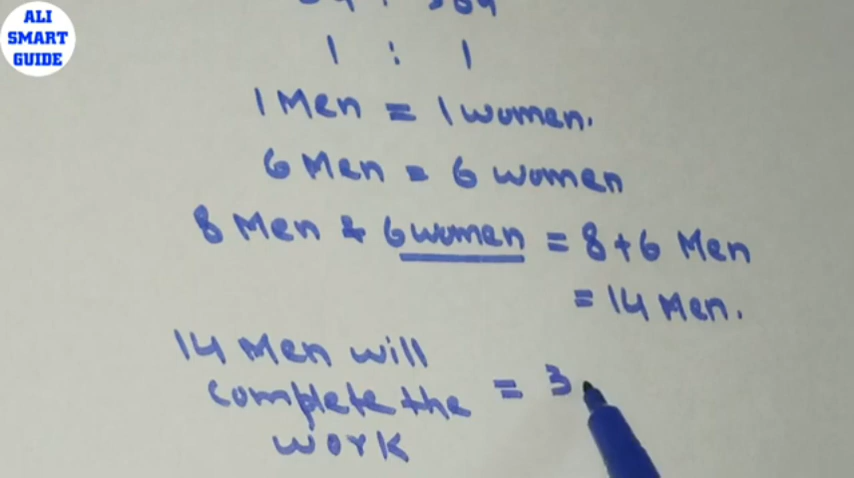 ALI
SMART
GUIDE
1 : 1
1 Men = 1 women.
6 Men = 6 women
8 Men & 6 women = 8+6 Men
= 14 Men.
14 Men will
complete the = 3
work